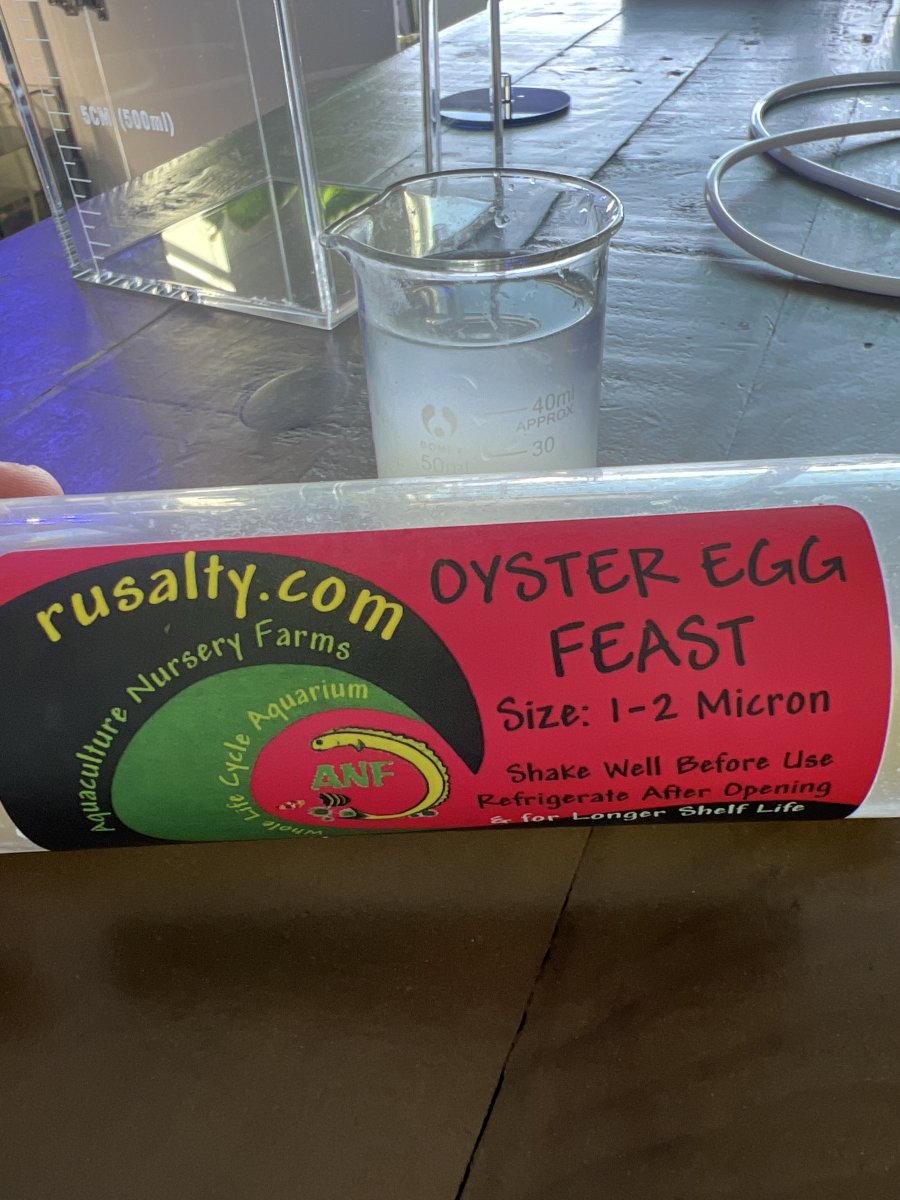 5CM (500ml)
40ml
APPROX
BOMEX
50ml
30
rusalty.com
Aquaculture Nursery Farms
Whole Life Cycle Aquarium
ANF
OYSTER EGG
FEAST
Size: 1-2 Micron
Shake Well Before Use
Refrigerate After Opening
& for Longer Shelf Life